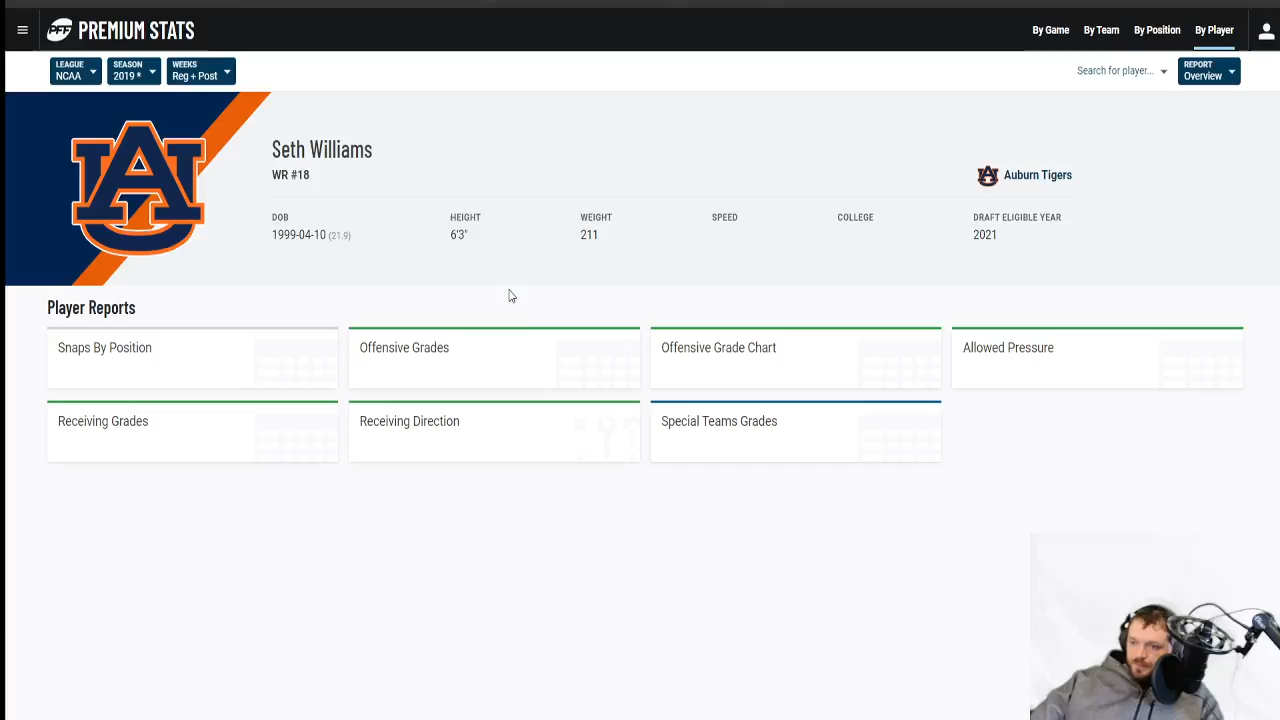 PFF PREMIUM STATS
By Game By Team By Position By Player
LEAGUE
NCAA
SEASON
2019 *
WEEKS
Reg + Post
Search for player...
REPORT
Overview
Seth Williams
WR #18
Auburn Tigers
DOB HEIGHT WEIGHT SPEED COLLEGE DRAFT ELIGIBLE YEAR
1999-04-10 (21.9) 6'3" 211 2021
Player Reports
Snaps By Position Offensive Grades Offensive Grade Chart Allowed Pressure
Receiving Grades Receiving Direction Special Teams Grades